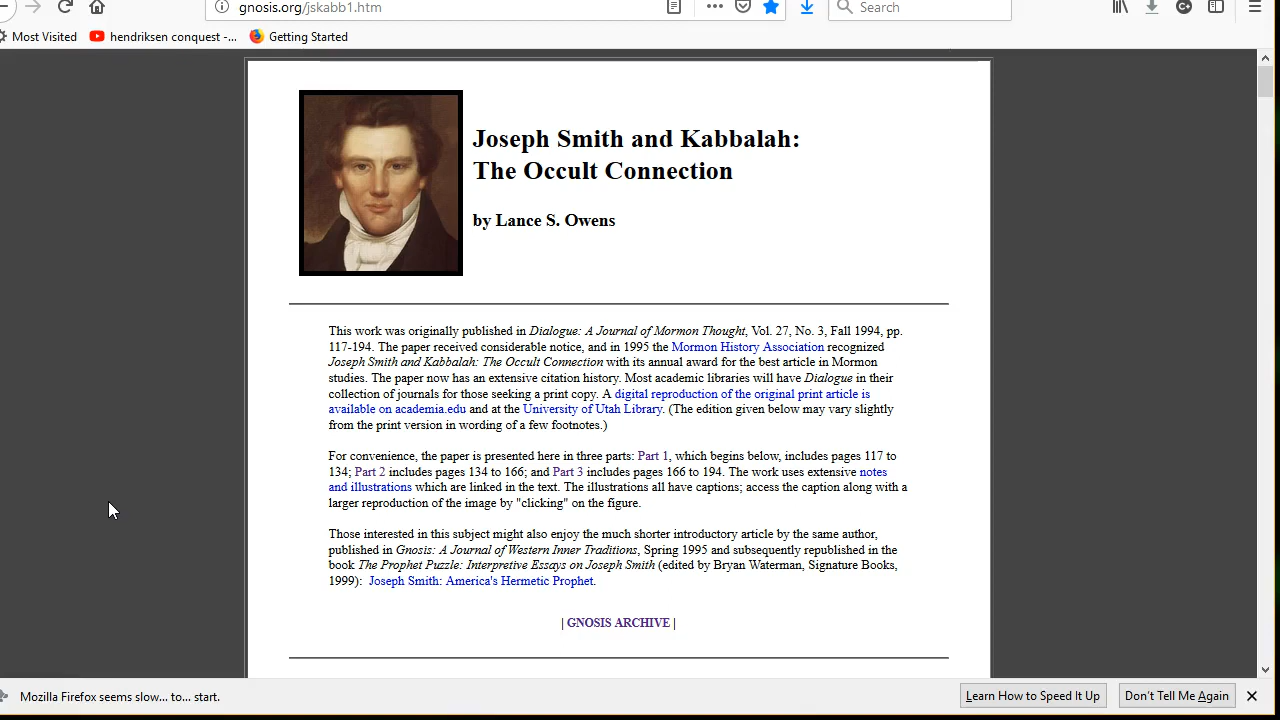 gnosis.org/jskabb1.htm
Search
Most Visited
hendriksen conquest -...
Getting Started
Joseph Smith and Kabbalah:
The Occult Connection
by Lance S. Owens
This work was originally published in Dialogue: A Journal of Mormon Thought, Vol. 27, No. 3, Fall 1994, pp.
117-194. The paper received considerable notice, and in 1995 the Mormon History Association recognized
Joseph Smith and Kabbalah: The Occult Connection with its annual award for the best article in Mormon
studies. The paper now has an extensive citation history. Most academic libraries will have Dialogue in their
collection of journals for those seeking a print copy. A digital reproduction of the original print article is
available on academia.edu and at the University of Utah Library. (The edition given below may vary slightly
from the print version in wording of a few footnotes.)
For convenience, the paper is presented here in three parts: Part 1, which begins below, includes pages 117 to
134; Part 2 includes pages 134 to 166; and Part 3 includes pages 166 to 194. The work uses extensive notes
and illustrations which are linked in the text. The illustrations all have captions; access the caption along with a
larger reproduction of the image by "clicking" on the figure.
Those interested in this subject might also enjoy the much shorter introductory article by the same author,
published in Gnosis: A Journal of Western Inner Traditions, Spring 1995 and subsequently republished in the
book The Prophet Puzzle: Interpretive Essays on Joseph Smith (edited by Bryan Waterman, Signature Books,
1999): Joseph Smith: America's Hermetic Prophet.
| GNOSIS ARCHIVE |
Mozilla Firefox seems slow... to... start.
Learn How to Speed It Up
Don't Tell Me Again